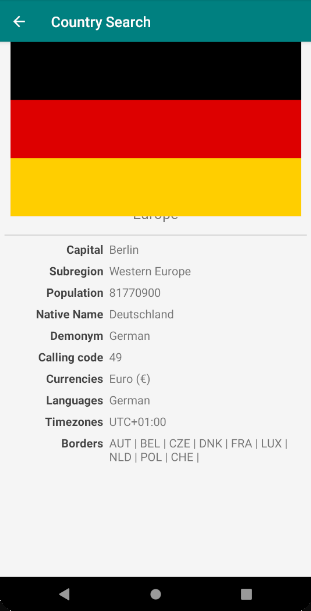 Country Search
Europe
Capital Berlin
Subregion Western Europe
Population 81770900
Native Name Deutschland
Demonym German
Calling code 49
Currencies Euro (€)
Languages German
Timezones UTC+01:00
Borders AUT | BEL | CZE | DNK | FRA | LUX |
NLD | POL | CHE |